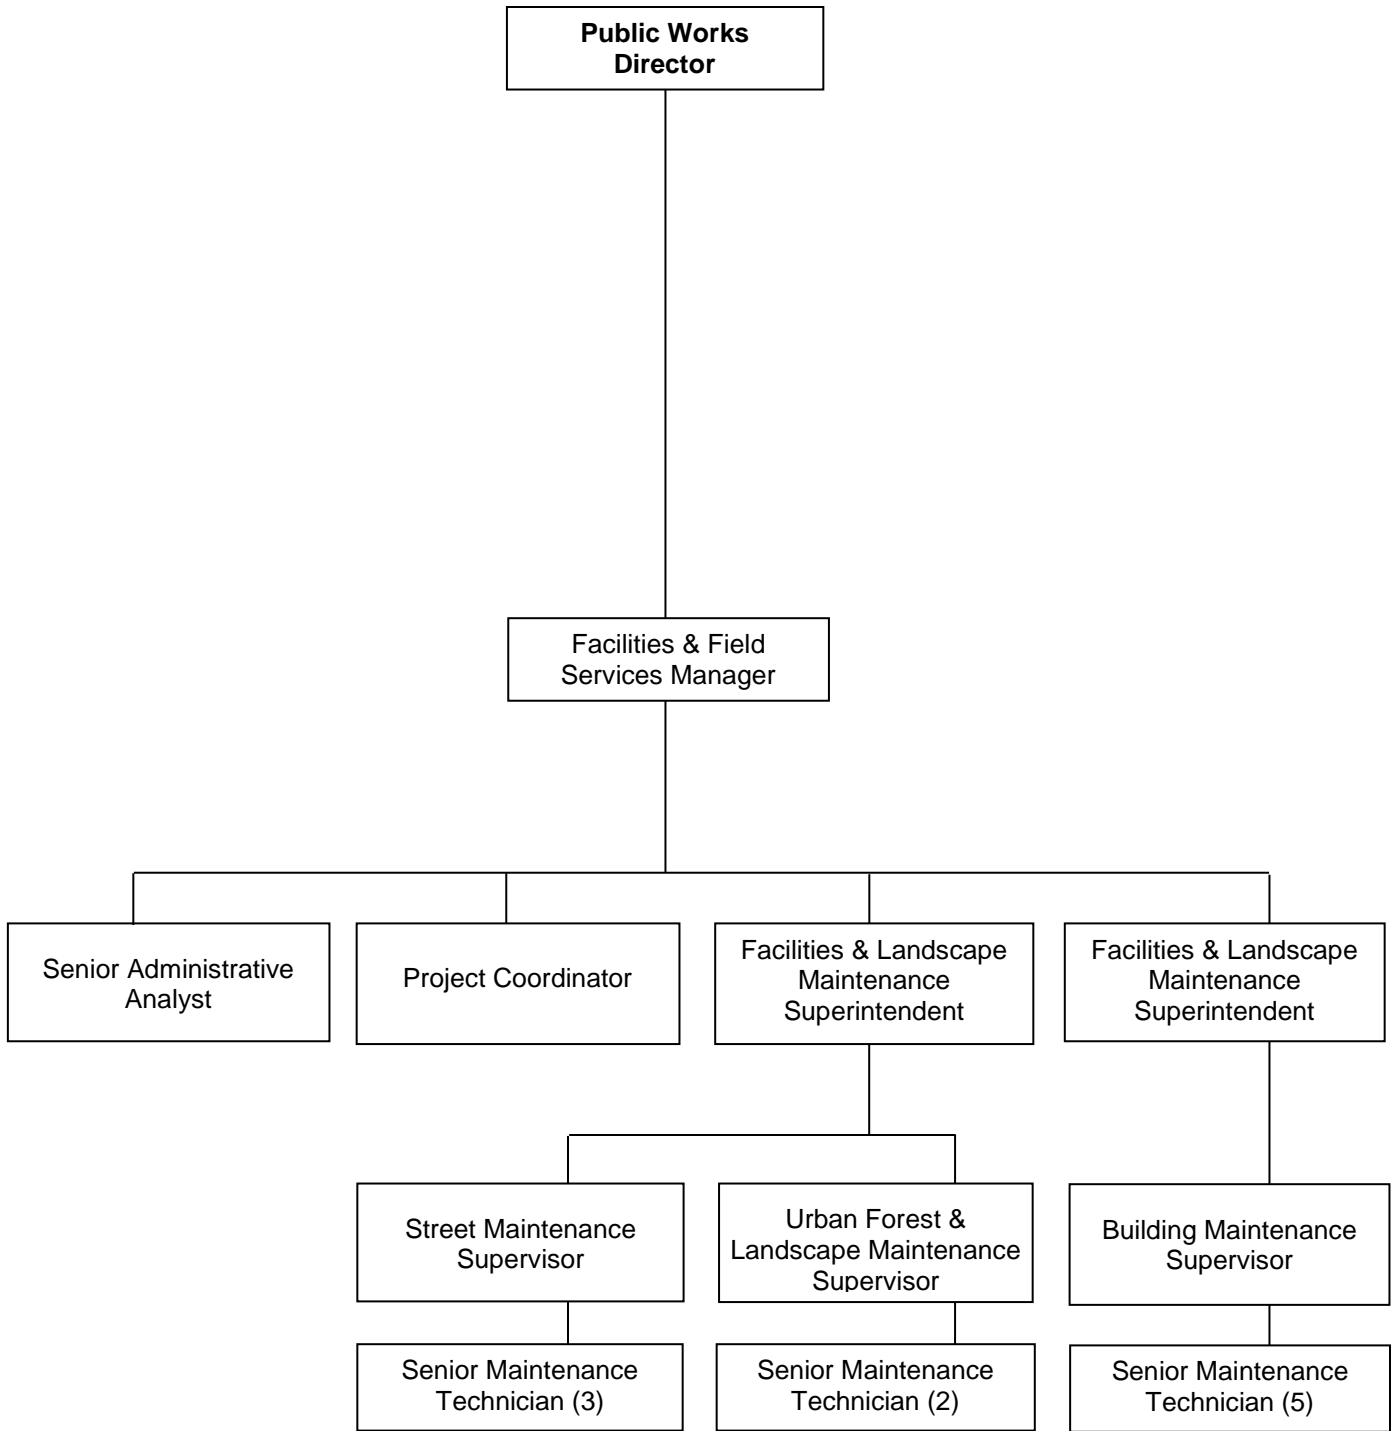 Public Works
Director
Facilities & Field
Services Manager
Senior Administrative
Analyst
Project Coordinator
Facilities & Landscape
Maintenance
Superintendent
Facilities & Landscape
Maintenance
Superintendent
Street Maintenance
Supervisor
Urban Forest &
Landscape Maintenance
Supervisor
Building Maintenance
Supervisor
Senior Maintenance
Technician (3)
Senior Maintenance
Technician (2)
Senior Maintenance
Technician (5)